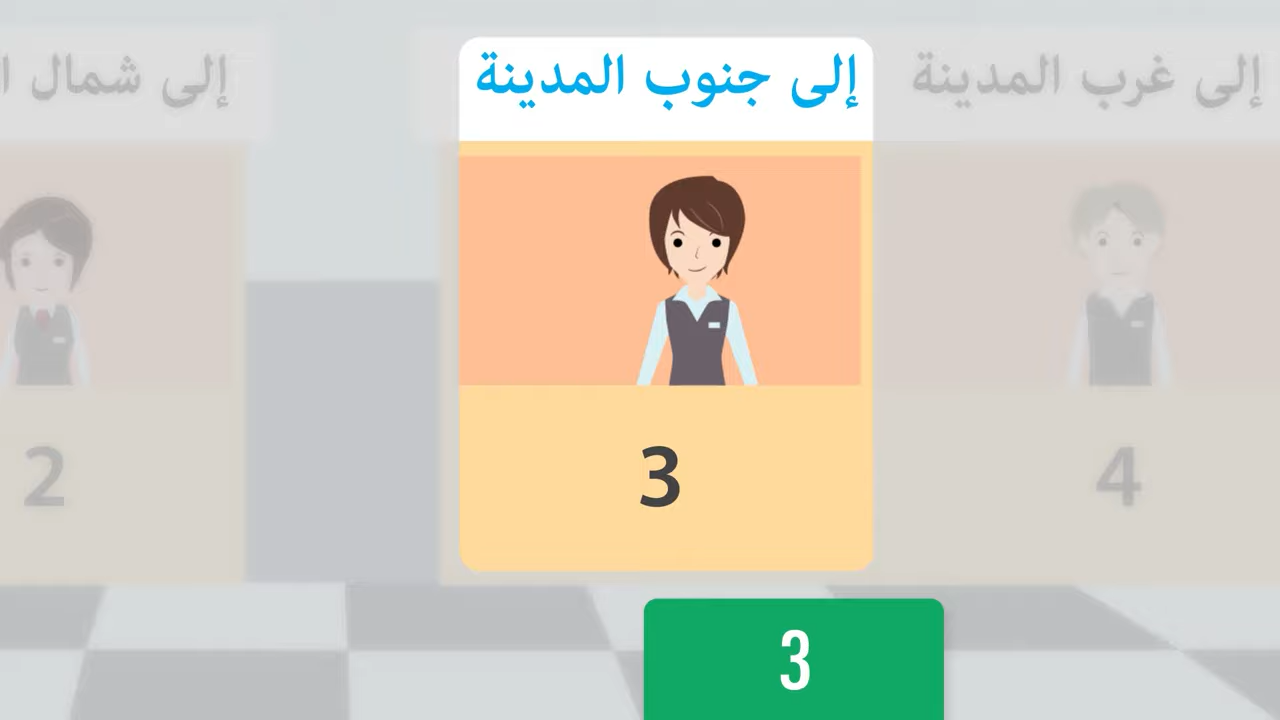 إلى غرب المدينة
إلى جنوب المدينة
إلى شمال
4
3
2
3